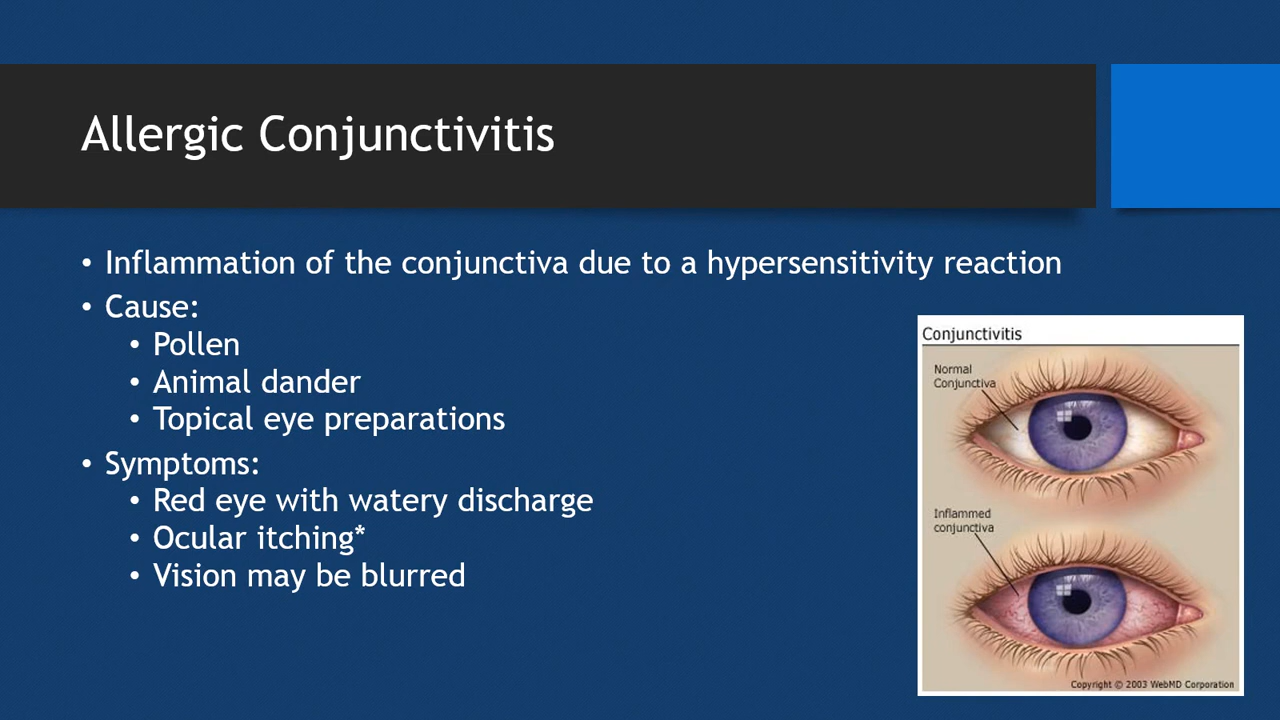 Allergic Conjunctivitis
• Inflammation of the conjunctiva due to a hypersensitivity reaction
• Cause:
• Pollen
• Animal dander
• Topical eye preparations
• Symptoms:
• Red eye with watery discharge
• Ocular itching*
• Vision may be blurred
Conjunctivitis
Normal
Conjunctiva
Inflammed
conjunctiva
Copyright © 2003 WebMD Corporation